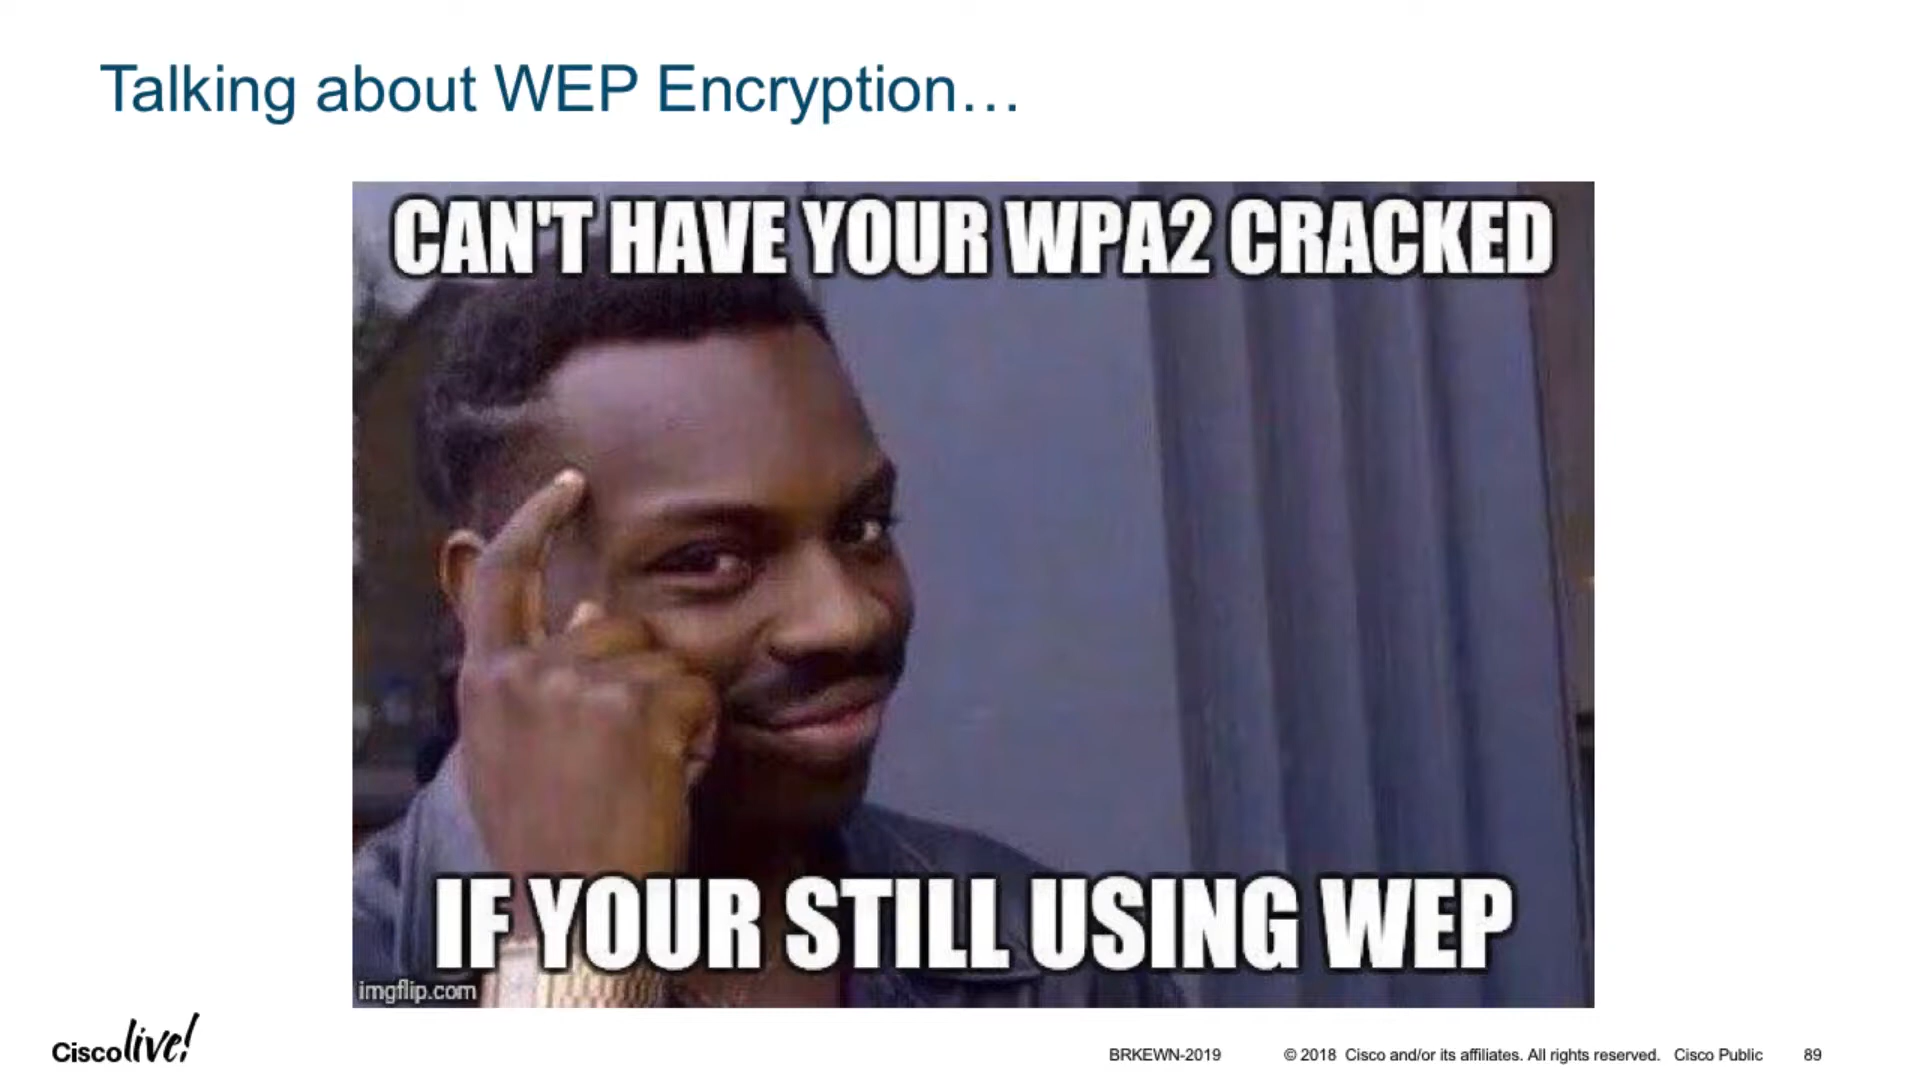 Talking about WEP Encryption…
CAN'T HAVE YOUR WPA2 CRACKED
IF YOUR STILL USING WEP
imgflip.com
Cisco live!
BRKEWN-2019
© 2018 Cisco and/or its affiliates. All rights reserved. Cisco Public
89